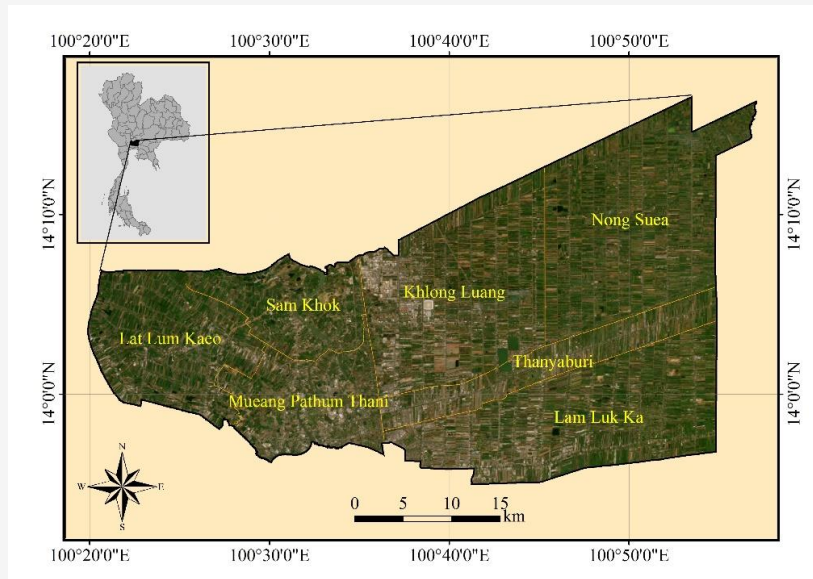 100°20'0"E 100°30'0"E 100°40'0"E 100°50'0"E
14°10'0"N 14°10'0"N
Nong Suea
Khlong Luang
Sam Khok
Lat Lum Kaeo
Thanyaburi
14°0'0"N 14°0'0"N
Mueang Pathum Thani
Lam Luk Ka
N
W E
S
0 5 10 15
km
100°20'0"E 100°30'0"E 100°40'0"E 100°50'0"E